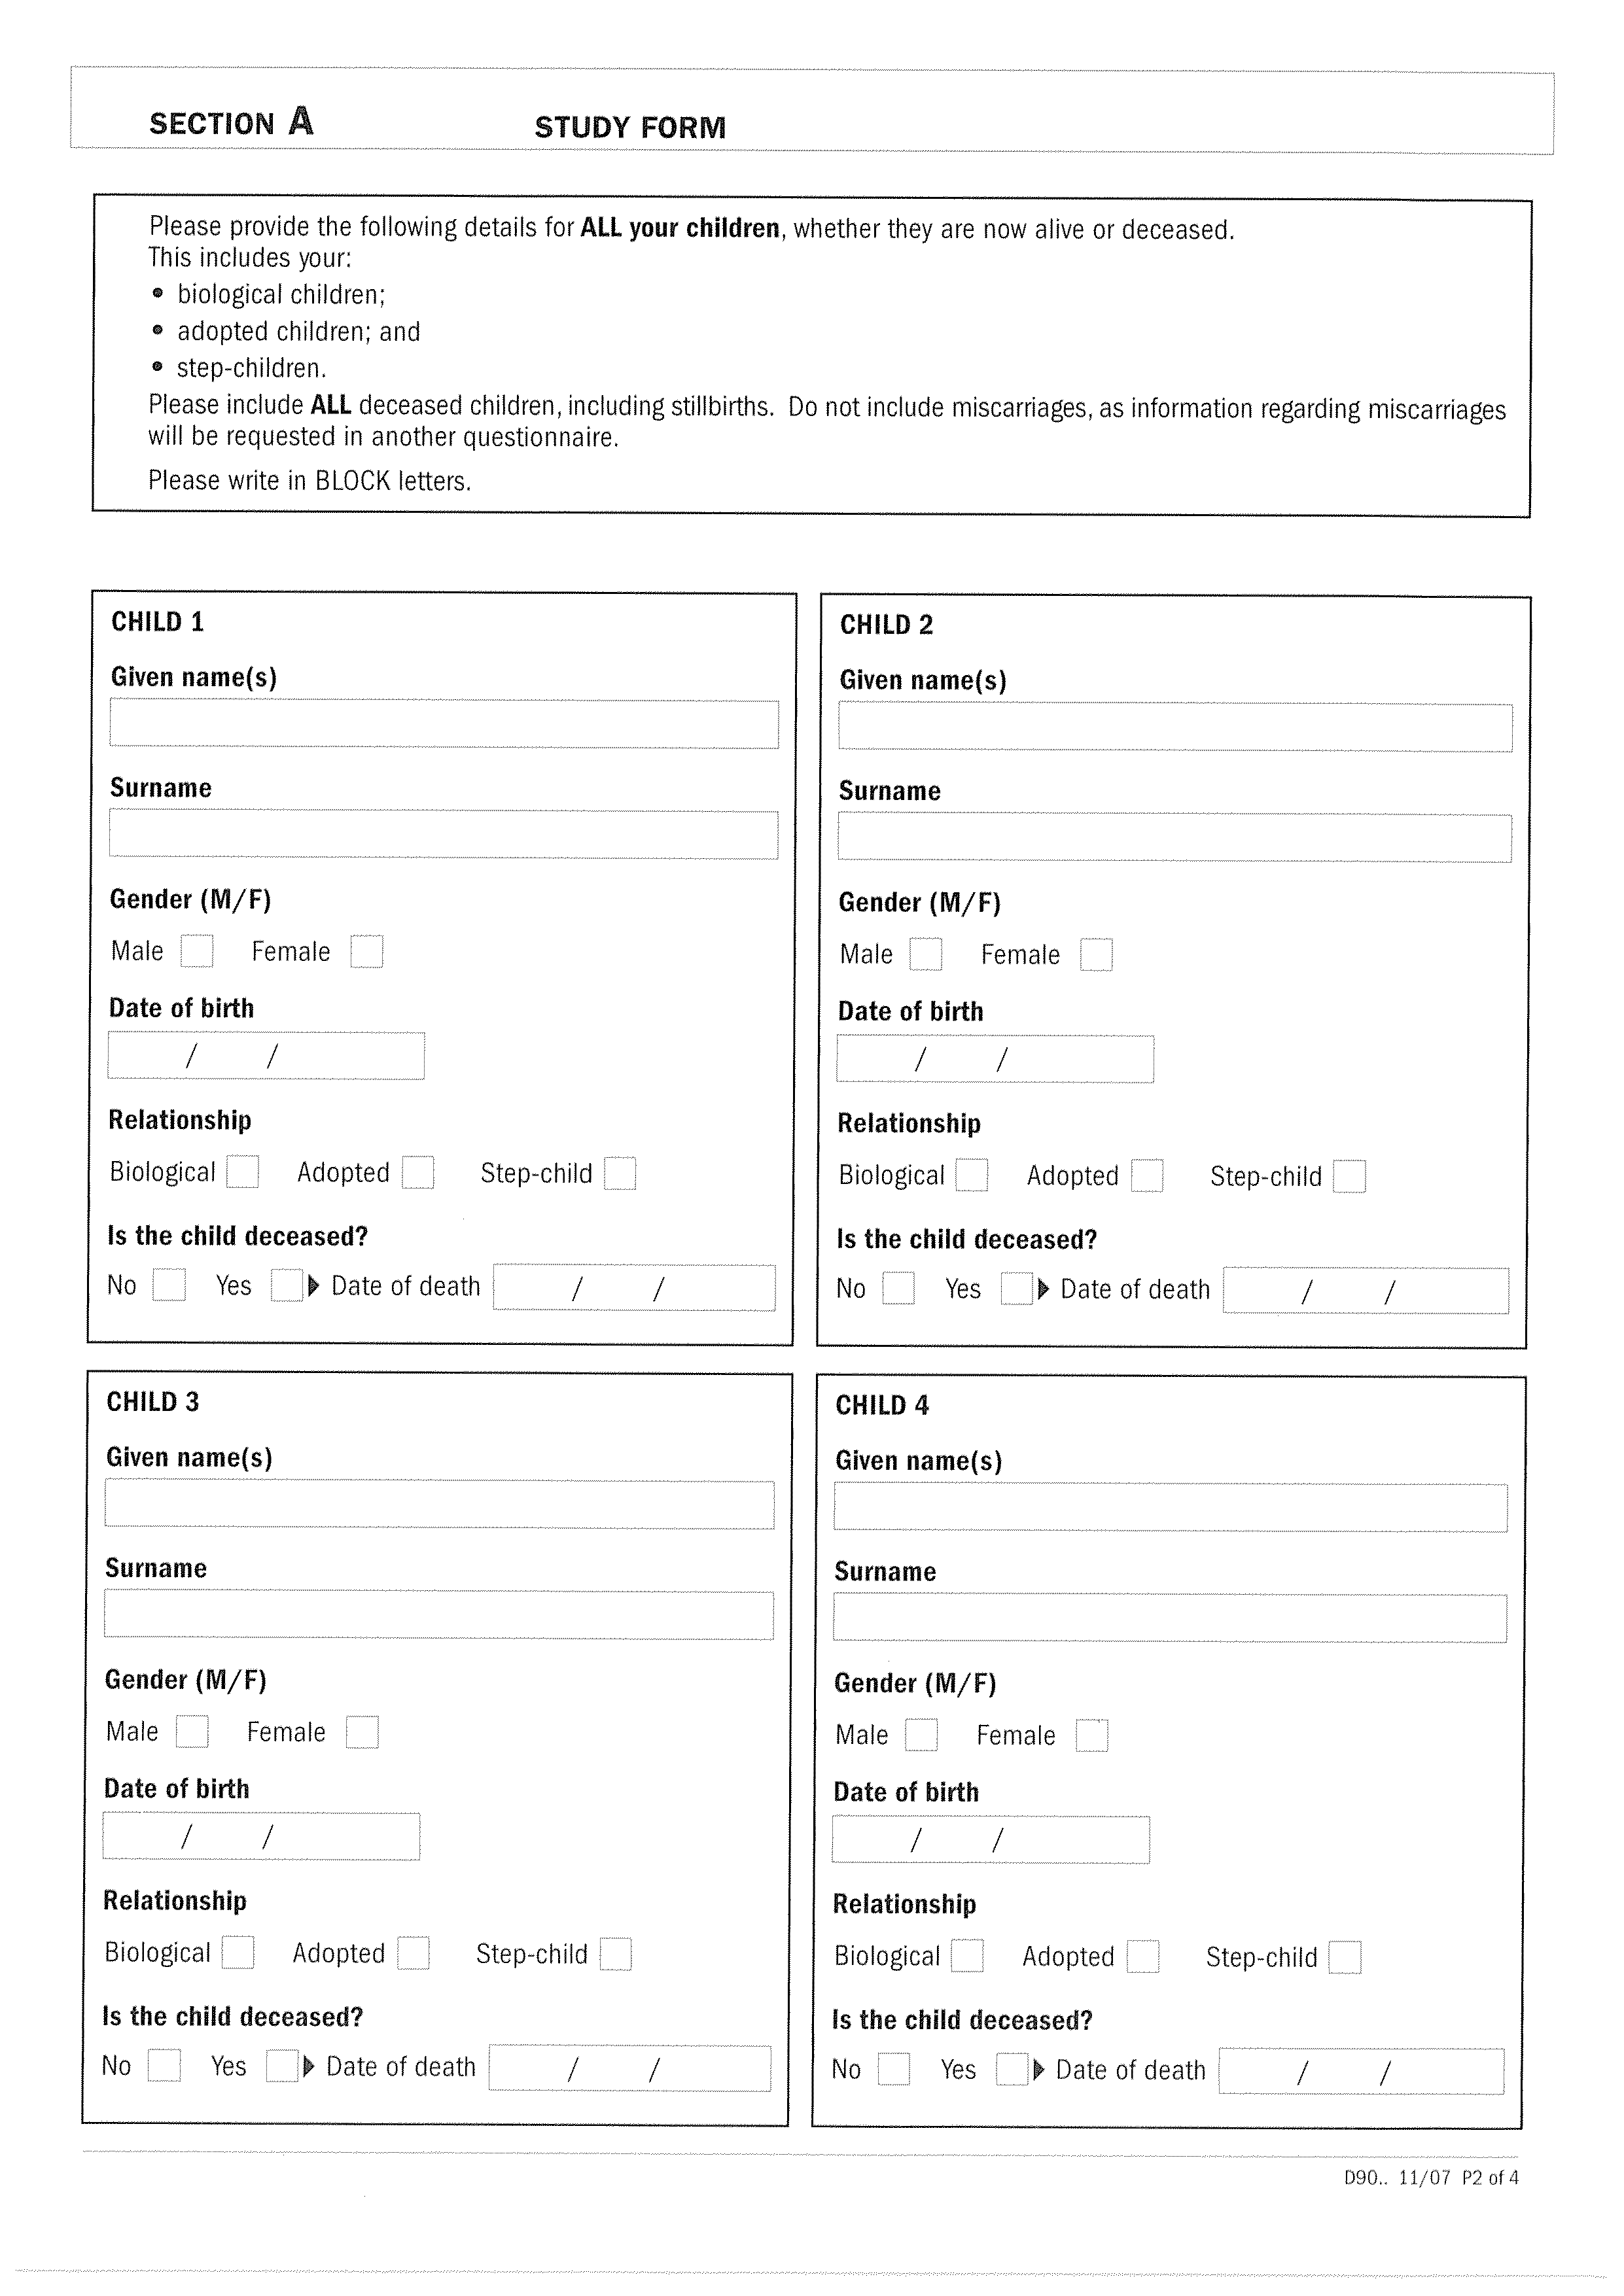 SECTION A STUDY FORM
Please provide the following details for ALL your children, whether they are now alive or deceased.
This includes your:
• biological children;
• adopted children; and
• step-children.
Please include ALL deceased children, including stillbirths. Do not include miscarriages, as information regarding miscarriages
will be requested in another questionnaire.
Please write in BLOCK letters.
CHILD 1
Given name(s)
Surname
Gender (M/F)
Male Female
Date of birth
/ /
Relationship
Biological Adopted Step-child
Is the child deceased?
No Yes Date of death / /
CHILD 2
Given name(s)
Surname
Gender (M/F)
Male Female
Date of birth
/ /
Relationship
Biological Adopted Step-child
Is the child deceased?
No Yes Date of death / /
CHILD 3
Given name(s)
Surname
Gender (M/F)
Male Female
Date of birth
/ /
Relationship
Biological Adopted Step-child
Is the child deceased?
No Yes Date of death / /
CHILD 4
Given name(s)
Surname
Gender (M/F)
Male Female
Date of birth
/ /
Relationship
Biological Adopted Step-child
Is the child deceased?
No Yes Date of death / /
D90.. 11/07 P2 of 4